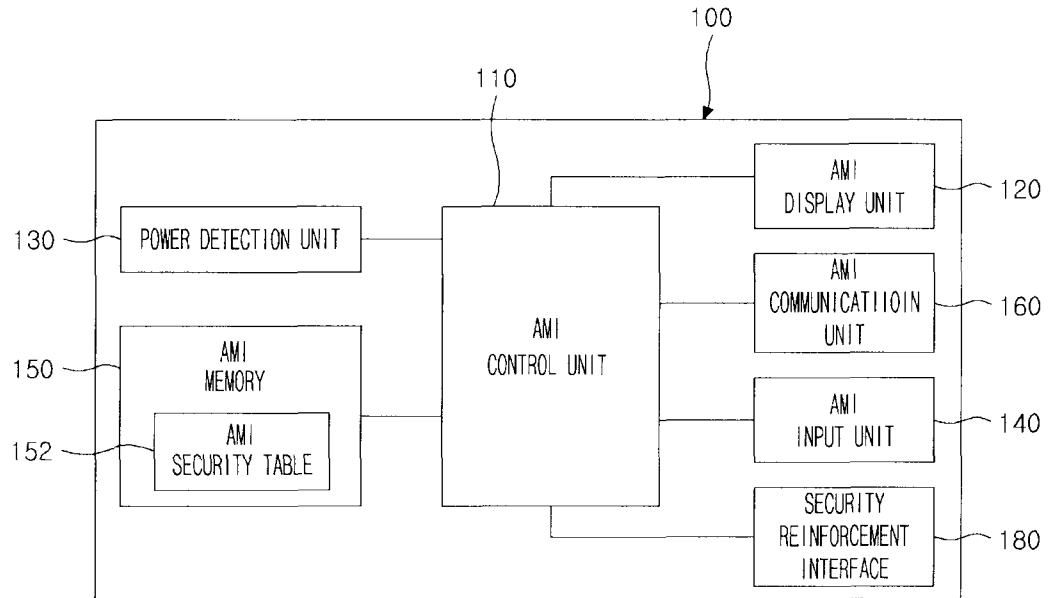 100
110
AMI
DISPLAY UNIT
120
130
POWER DETECTION UNIT
AMI
COMMUNICATIIOIN
UNIT
160
AMI
CONTROL UNIT
150
AMI
MEMORY
AMI
INPUT UNIT
140
152
AMI
SECURITY TABLE
SECURITY
REINFORCEMENT
INTERFACE
180